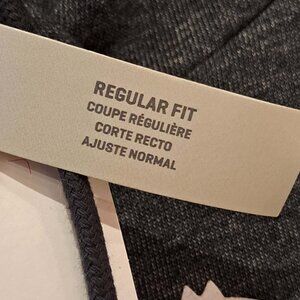 REGULAR FIT
COUPE RÉGULIÈRE
CORTE RECTO
AJUSTE NORMAL